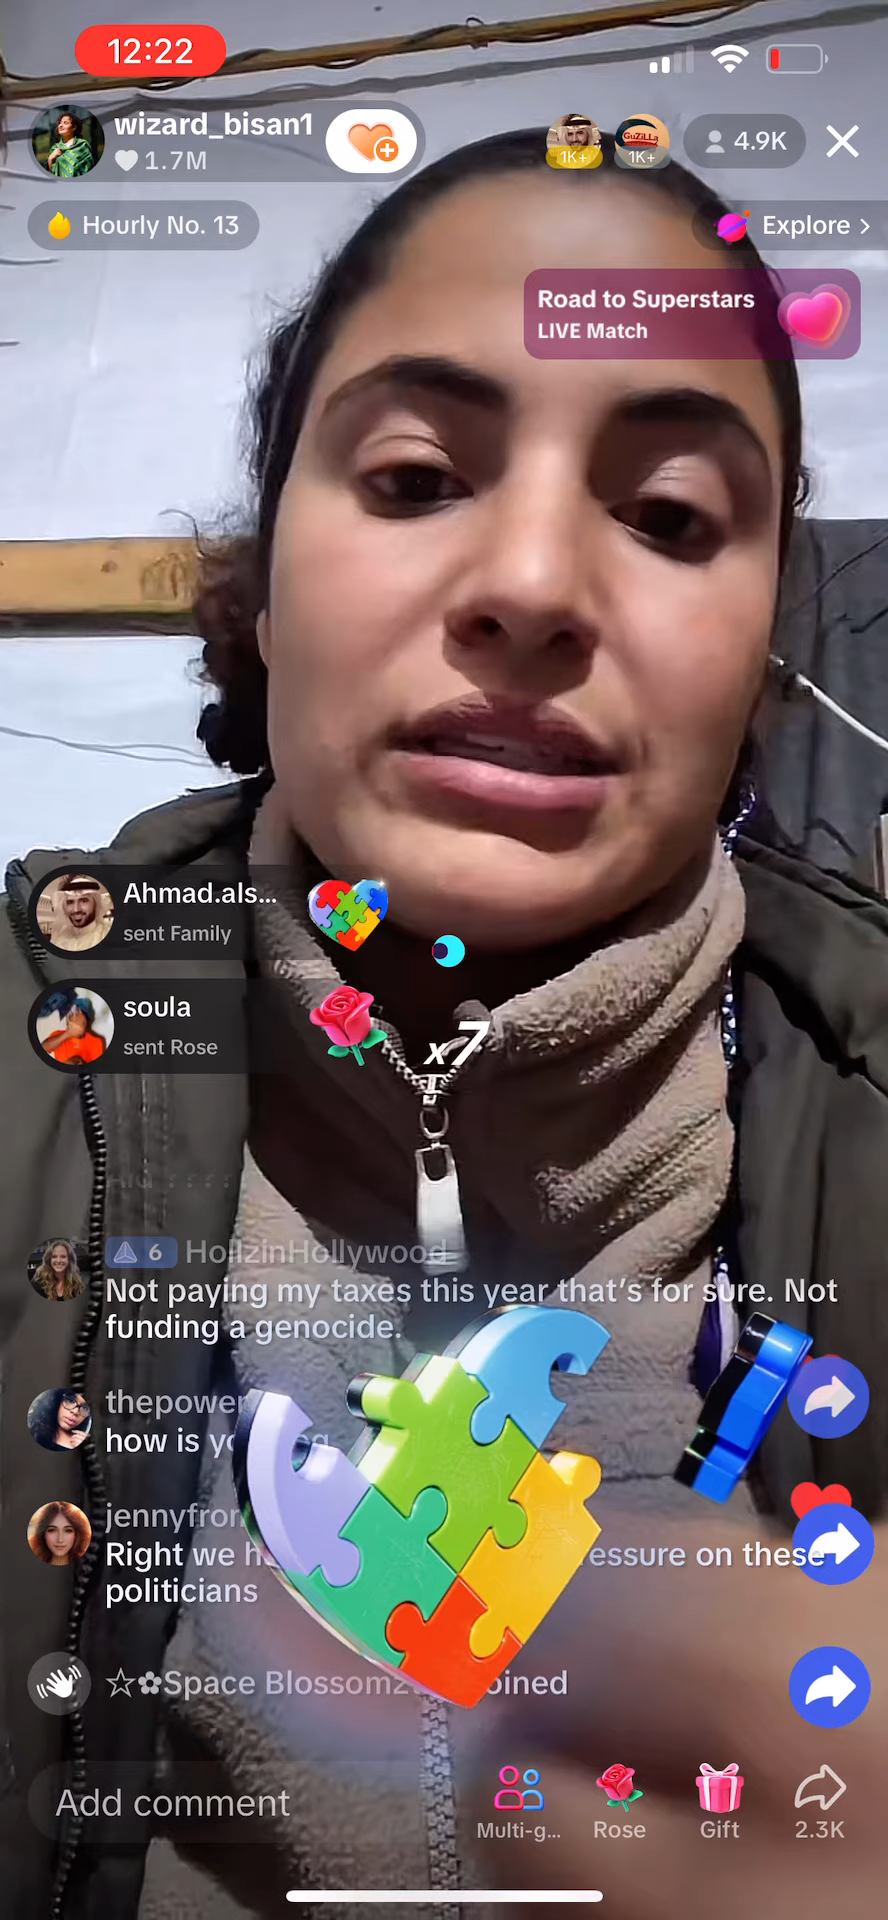 12:22
wizard_bisan1
1.7M
1K+
GuZiLLa
1K+
4.9K
Hourly No. 13
Explore >
Road to Superstars
LIVE Match
Ahmad.als...
sent Family
soula
sent Rose
x7
6 HollzinHollywood
Not paying my taxes this year that's for sure. Not
funding a genocide.
thepower
how is
jennyfrom
Right we essure on these
politicians
☆✿Space Blossomz oined
Add comment
Multi-g...
Rose
Gift
2.3K